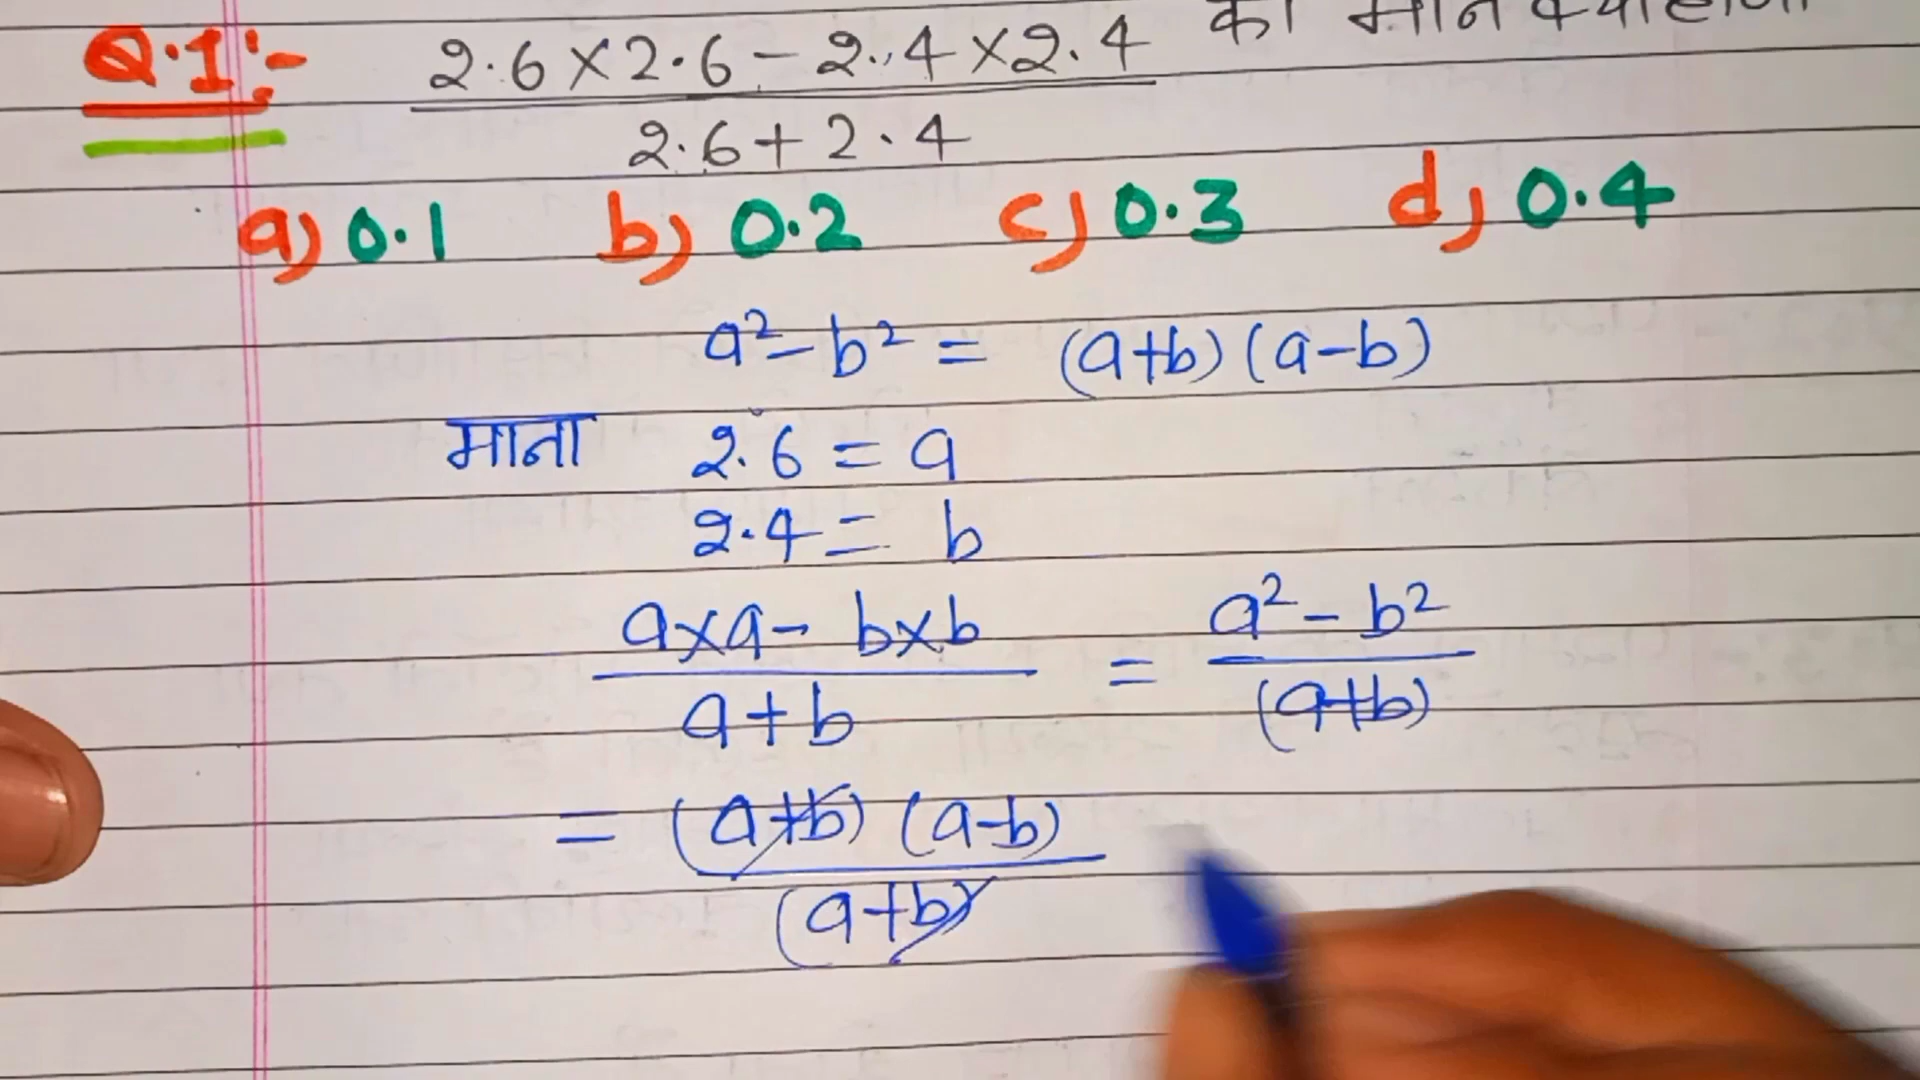 Q.1:- 2.6×2.6-2.4×2.4 का मान क्या होगा
2.6+2.4
a) 0.1 b) 0.2 c) 0.3 d) 0.4
a²-b² = (a+b)(a-b)
माना 2.6 = a
2.4 = b
a×a- b×b = a²-b²
a+b (a+b)
= (a+b) (a-b)
(a+b)